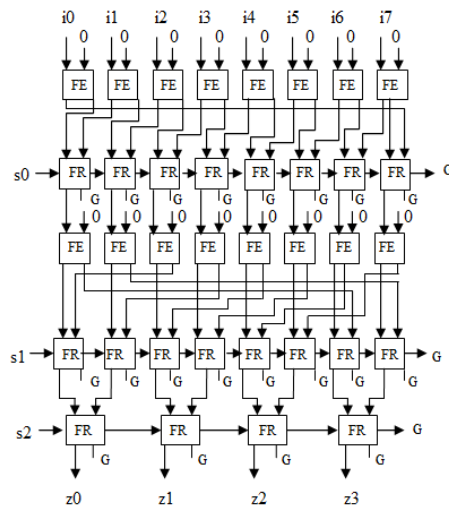 i0 i1 i2 i3 i4 i5 i6 i7
0 0 0 0 0 0 0 0
FE FE FE FE FE FE FE FE
s0 FR FR FR FR FR FR FR FR G
G G G G G G G G
0 0 0 0 0 0 0 0
FE FE FE FE FE FE FE FE
s1 FR FR FR FR FR FR FR FR G
G G G G G G G G
s2 FR FR FR FR G
G G G G
z0 z1 z2 z3